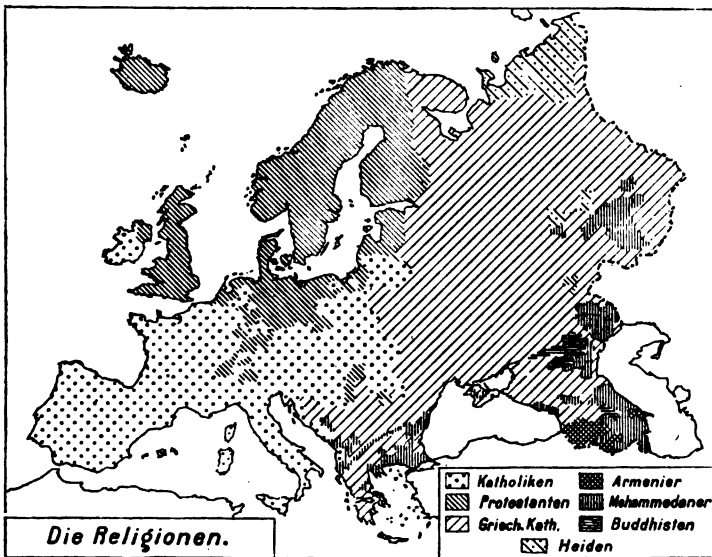 Katholiken
Protestanten
Griech. Kath.
Armenier
Mohammedaner
Buddhisten
Heiden
Die Religionen.